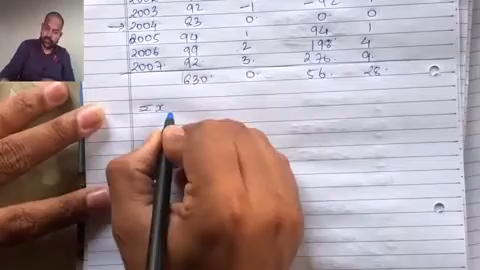 2003 92 -1 -92 1
→ 2004 83 0 0 0
2005 94 1 94 1
2006 99 2 198 4
2007 92 3 276 9
630 0 56 28
= x